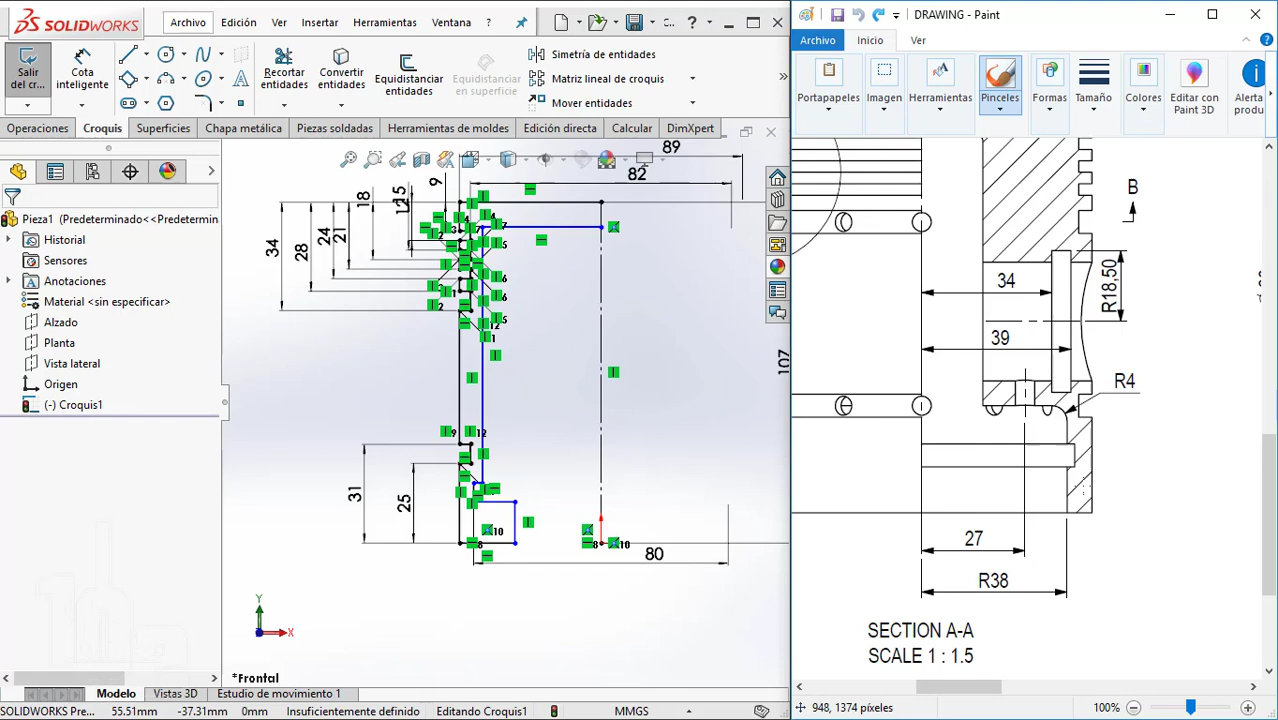 SOLIDWORKS Archivo Edición Ver Insertar Herramientas Ventana ? C..
Salir del cr...
Cota inteligente
Recortar entidades
Convertir entidades
Equidistanciar entidades
Equidistanciar en superficie
Simetría de entidades
Matriz lineal de croquis
Mover entidades
Operaciones Croquis Superficies Chapa metálica Piezas soldadas Herramientas de moldes Edición directa Calcular DimXpert
Pieza1 (Predeterminado<<Predetermin
Historial
Sensores
Anotaciones
Material <sin especificar>
Alzado
Planta
Vista lateral
Origen
(-) Croquis1
89
82
9
18
34
28
24
21
107
31
25
80
Y
X
*Frontal
Modelo Vistas 3D Estudio de movimiento 1
SOLIDWORKS Pre... 55.51mm -37.31mm 0mm Insuficientemente definido Editando Croquis1 MMGS
DRAWING - Paint
Archivo Inicio Ver
Portapapeles
Imagen
Herramientas
Pinceles
Formas
Tamaño
Colores
Editar con Paint 3D
Alerta produ
B
34
R18,50
39
R4
27
R38
SECTION A-A
SCALE 1 : 1.5
948, 1374 píxeles 100%